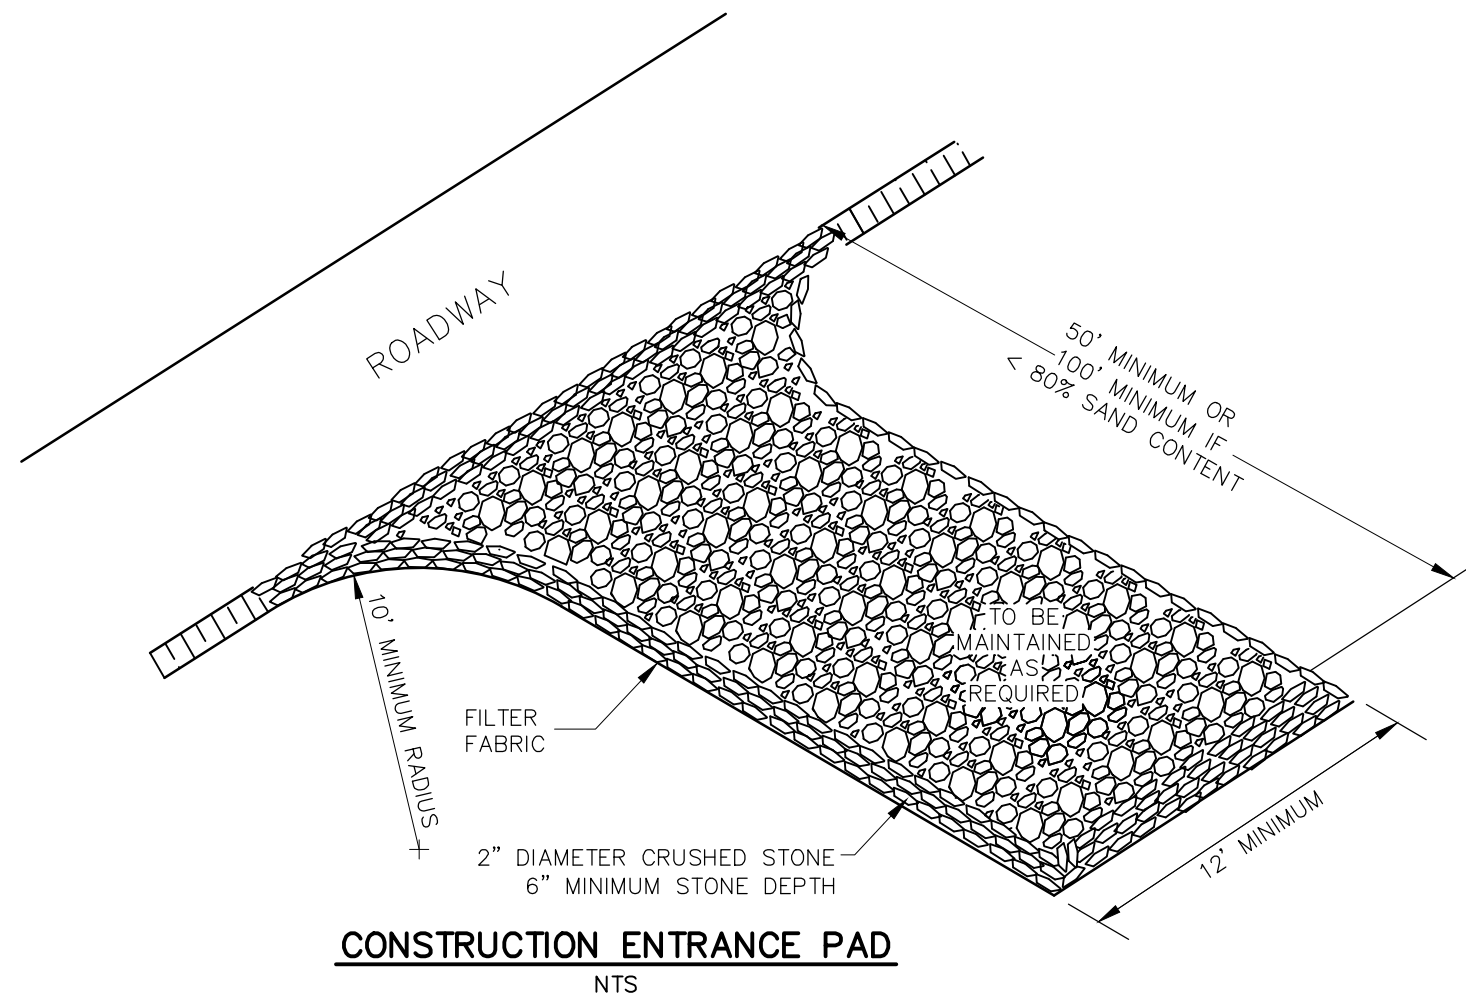 ROADWAY
50' MINIMUM OR
100' MINIMUM IF
< 80% SAND CONTENT
TO BE
MAINTAINED
AS
REQUIRED
10' MINIMUM RADIUS
FILTER
FABRIC
12' MINIMUM
2" DIAMETER CRUSHED STONE
6" MINIMUM STONE DEPTH
CONSTRUCTION ENTRANCE PAD
NTS